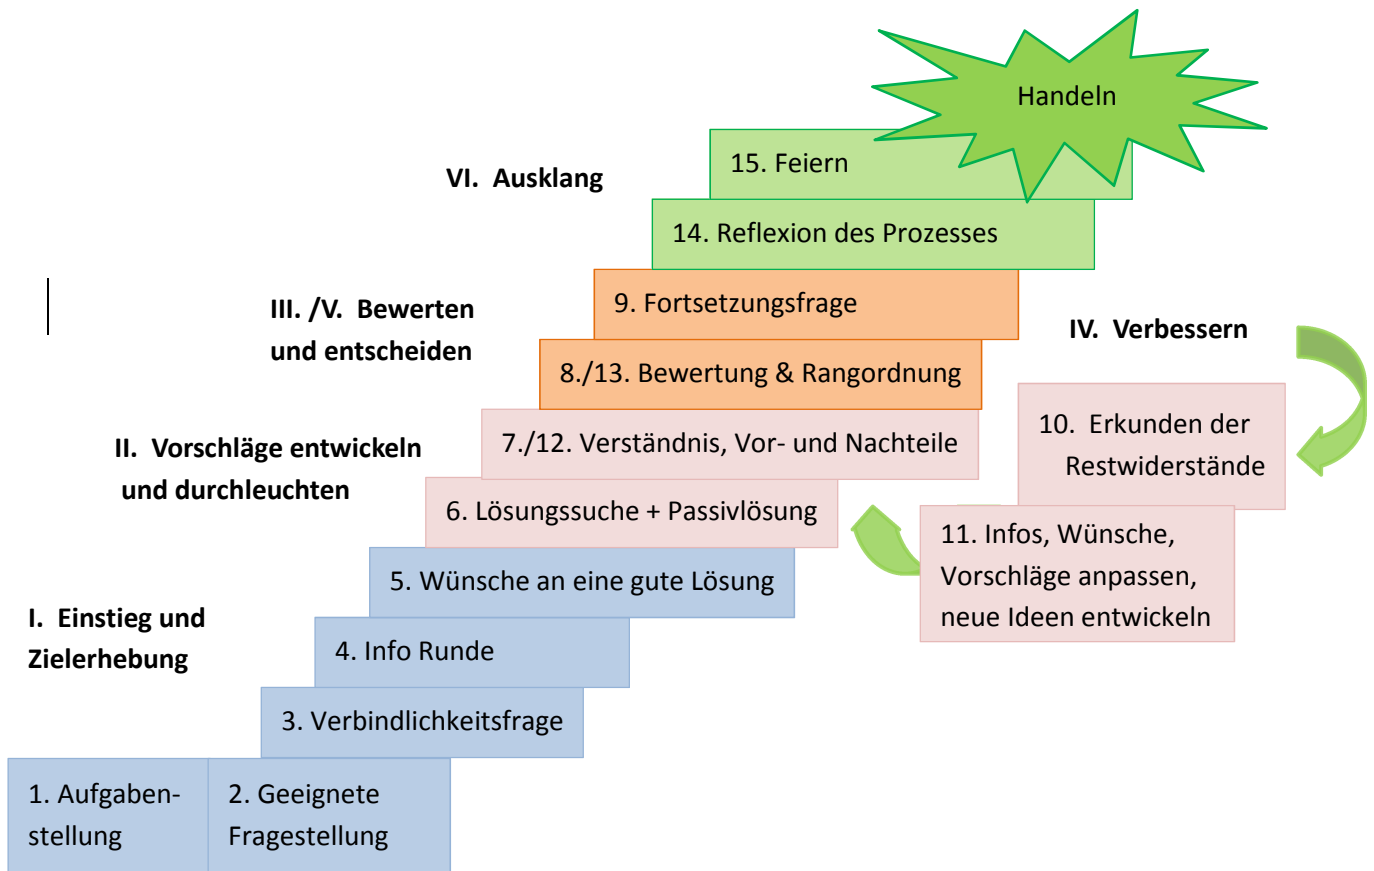 Handeln
15. Feiern
VI. Ausklang
14. Reflexion des Prozesses
9. Fortsetzungsfrage
III. /V. Bewerten
und entscheiden
IV. Verbessern
8./13. Bewertung & Rangordnung
10. Erkunden der
Restwiderstände
7./12. Verständnis, Vor- und Nachteile
II. Vorschläge entwickeln
und durchleuchten
6. Lösungssuche + Passivlösung
11. Infos, Wünsche,
Vorschläge anpassen,
neue Ideen entwickeln
5. Wünsche an eine gute Lösung
I. Einstieg und
Zielerhebung
4. Info Runde
3. Verbindlichkeitsfrage
1. Aufgaben-
stellung
2. Geeignete
Fragestellung